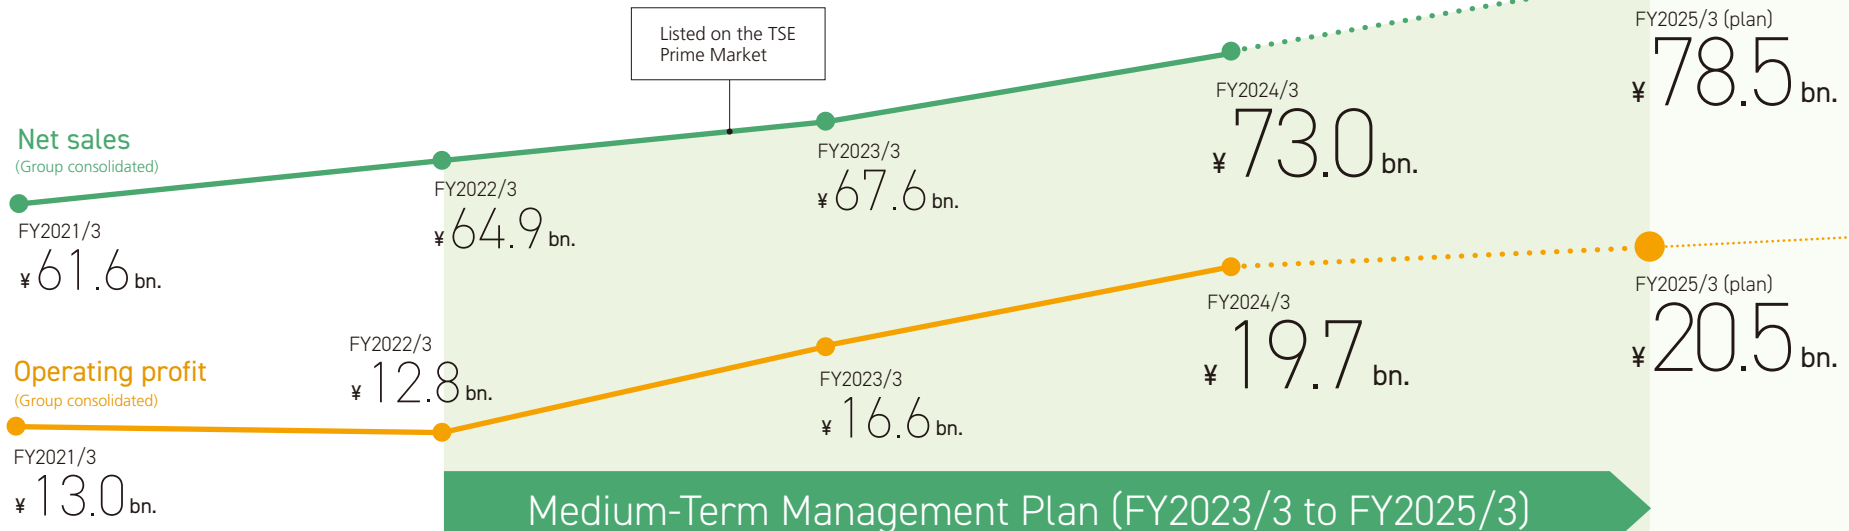 Listed on the TSE
Prime Market
Net sales
(Group consolidated)
FY2021/3
¥ 61.6 bn.
FY2022/3
¥ 64.9 bn.
FY2023/3
¥ 67.6 bn.
FY2024/3
¥ 73.0 bn.
FY2025/3 (plan)
¥ 78.5 bn.
Operating profit
(Group consolidated)
FY2021/3
¥ 13.0 bn.
FY2022/3
¥ 12.8 bn.
FY2023/3
¥ 16.6 bn.
FY2024/3
¥ 19.7 bn.
FY2025/3 (plan)
¥ 20.5 bn.
Medium-Term Management Plan (FY2023/3 to FY2025/3)